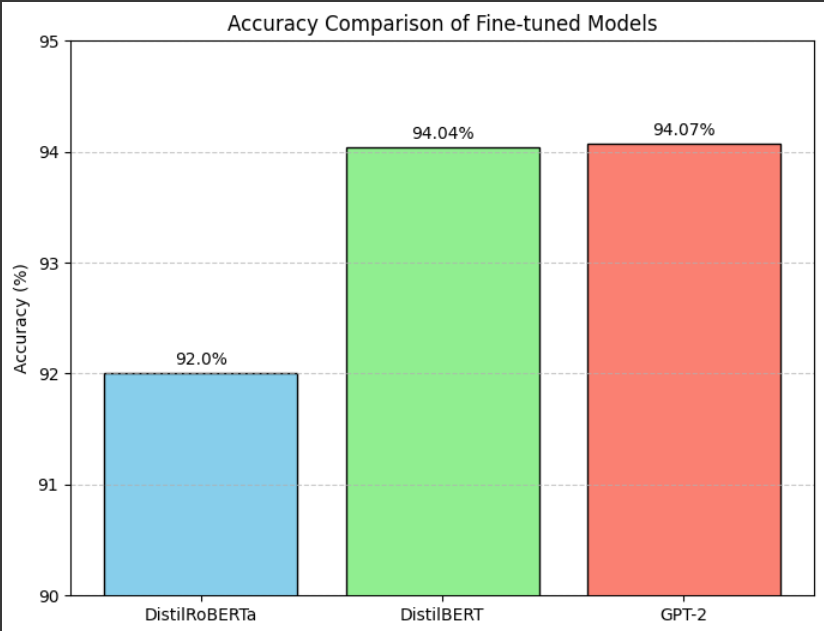 Accuracy Comparison of Fine-tuned Models
95
94
93
92
91
90
Accuracy (%)
92.0%
94.04%
94.07%
DistilRoBERTa
DistilBERT
GPT-2